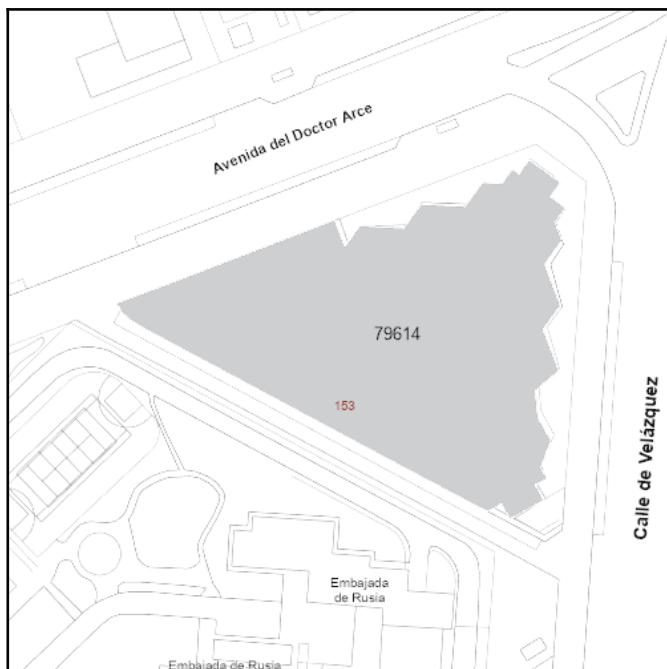 Avenida del Doctor Arce
79614
153
Calle de Velázquez
Embajada
de Rusia
Embajada de Rusia